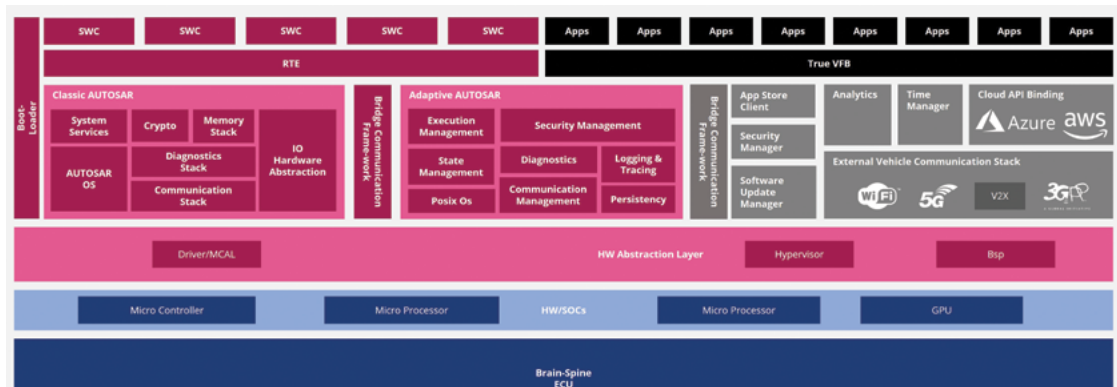 SWC
SWC
SWC
SWC
SWC
Apps
Apps
Apps
Apps
Apps
Apps
Apps
Apps
Boot-
Loader
RTE
True VFB
Classic AUTOSAR
System
Services
Crypto
Memory
Stack
AUTOSAR
OS
Diagnostics
Stack
Communication
Stack
IO
Hardware
Abstraction
Bridge Communication
Frame-work
Adaptive AUTOSAR
Execution
Management
Security Management
State
Management
Diagnostics
Logging &
Tracing
Posix Os
Communication
Management
Persistency
Bridge Communication
Frame-work
App Store
Client
Security
Manager
Software
Update
Manager
Analytics
Time
Manager
Cloud API Binding
Azure
aws
External Vehicle Communication Stack
WiFi
5G
V2X
3GPP
Driver/MCAL
HW Abstraction Layer
Hypervisor
Bsp
Micro Controller
Micro Processor
HW/SOCs
Micro Processor
GPU
Brain-Spine
ECU